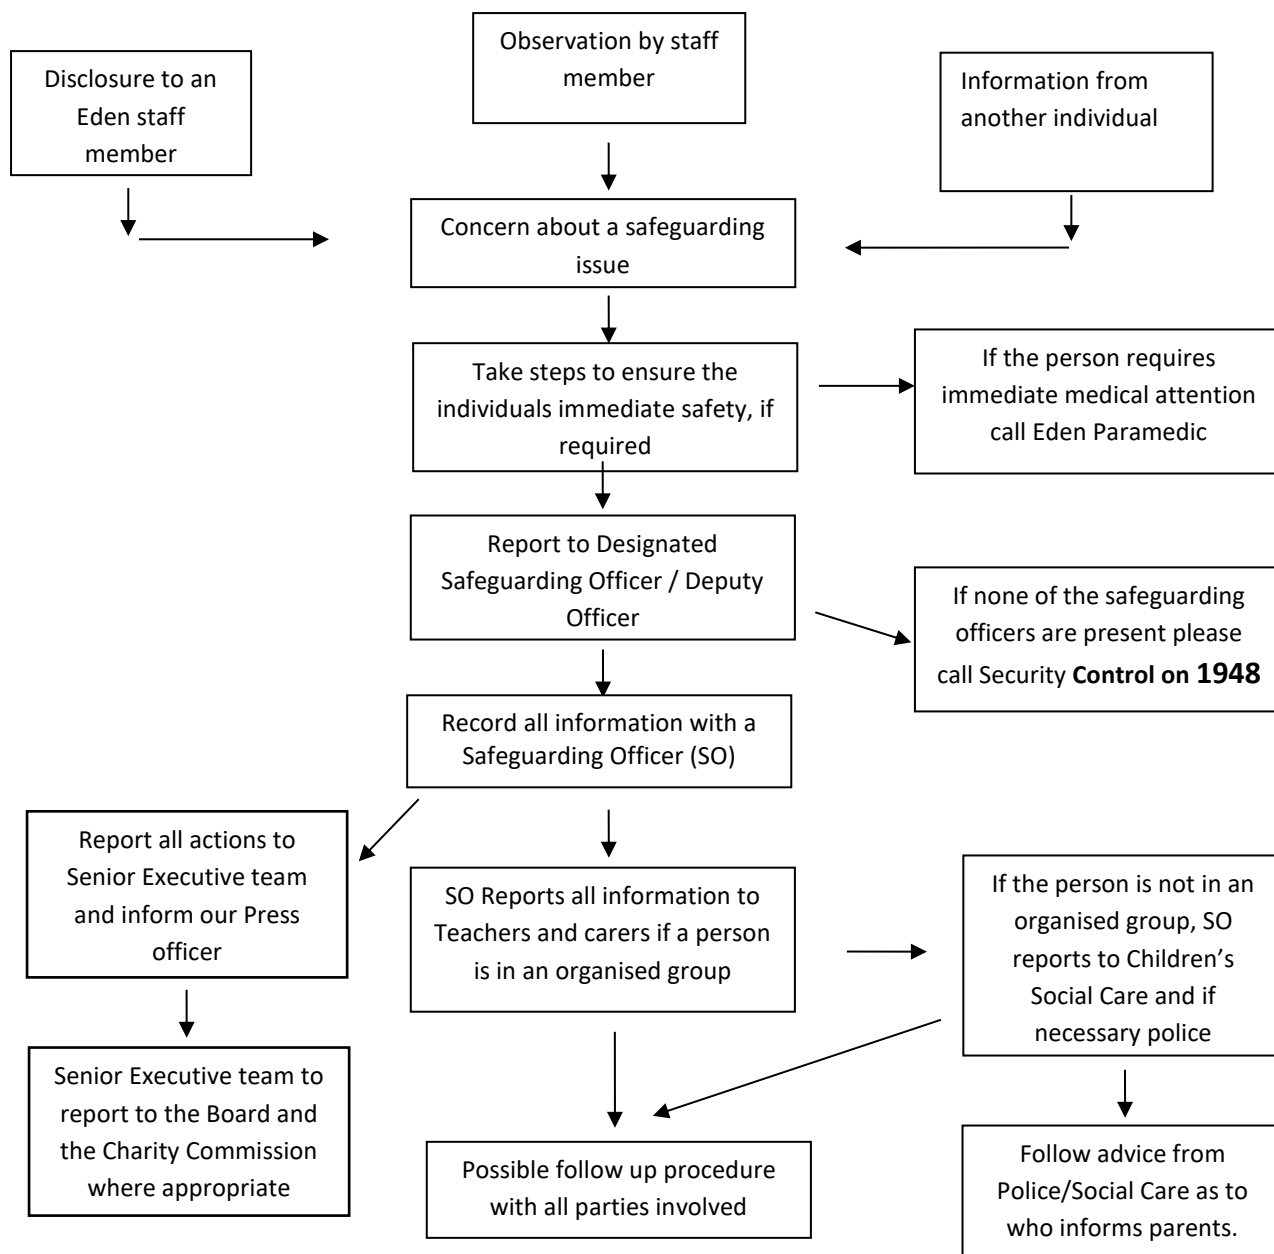 Observation by staff
member
Disclosure to an
Eden staff
member
Information from
another individual
Concern about a safeguarding
issue
Take steps to ensure the
individuals immediate safety, if
required
If the person requires
immediate medical attention
call Eden Paramedic
Report to Designated
Safeguarding Officer / Deputy
Officer
If none of the safeguarding
officers are present please
call Security Control on 1948
Record all information with a
Safeguarding Officer (SO)
Report all actions to
Senior Executive team
and inform our Press
officer
SO Reports all information to
Teachers and carers if a person
is in an organised group
If the person is not in an
organised group, SO
reports to Children’s
Social Care and if
necessary police
Senior Executive team to
report to the Board and
the Charity Commission
where appropriate
Possible follow up procedure
with all parties involved
Follow advice from
Police/Social Care as to
who informs parents.